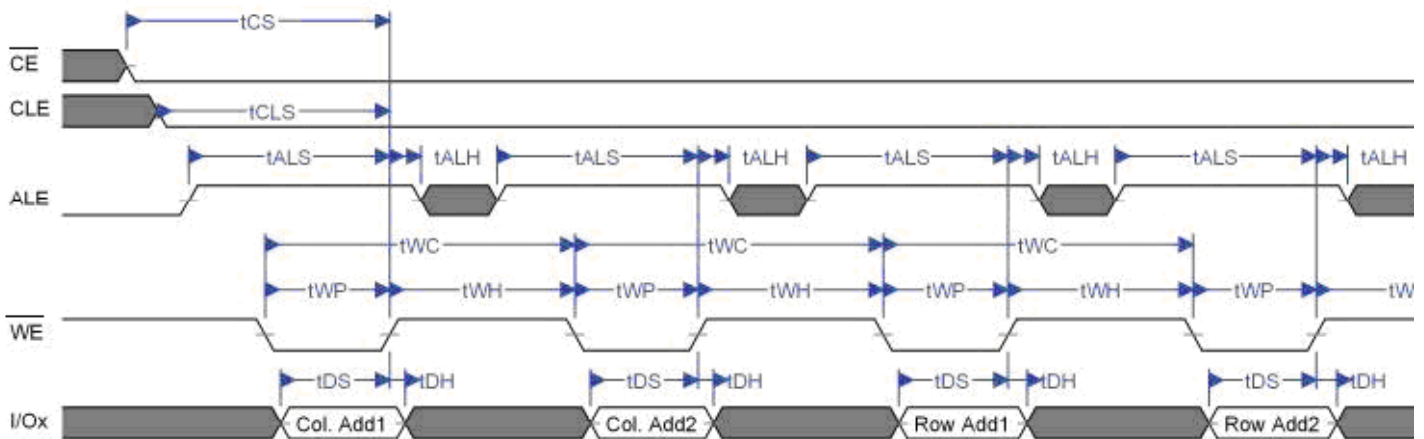 tCS
CE
CLE
tCLS
tALS tALH tALS tALH tALS tALH tALS tALH
ALE
tWC tWC tWC
tWP tWH tWP tWH tWP tWH tWP
WE
tDS tDH tDS tDH tDS tDH tDS tDH
I/Ox Col. Add1 Col. Add2 Row Add1 Row Add2